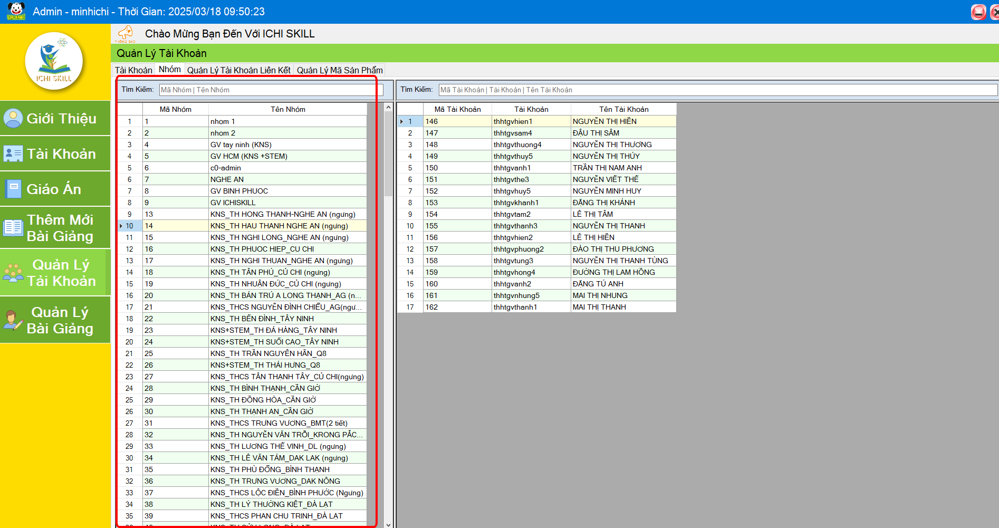 Admin - minhichi - Thời Gian: 2025/03/18 09:50:23
ICHI SKILL
THÔNG BÁO
Chào Mừng Bạn Đến Với ICHI SKILL
Quản Lý Tài Khoản
Tài Khoản Nhóm Quản Lý Tài Khoản Liên Kết Quản Lý Mã Sản Phẩm
Giới Thiệu
Tài Khoản
Giáo Án
Thêm Mới
Bài Giảng
Quản Lý
Tải Khoản
Quản Lý
Bài Giảng
Tìm Kiếm: Mã Nhóm | Tên Nhóm
Mã Nhóm Tên Nhóm
1 1 nhom 1
2 2 nhom 2
3 4 GV tay ninh (KNS)
4 5 GV HCM (KNS +STEM)
5 6 c0-admin
6 7 NGHE AN
7 8 GV BINH PHUOC
8 9 GV ICHISKILL
9 13 KNS_TH HONG THANH-NGHE AN (ngưng)
10 14 KNS_TH HAU THANH NGHE AN (ngưng)
11 15 KNS_TH NGHI LONG_NGHE AN (ngưng)
12 16 KNS_TH PHUOC HIEP_CU CHI
13 17 KNS_TH NGHI THUAN_NGHE AN (ngưng)
14 18 KNS_TH TÂN PHÚ_CỦ CHI (ngưng)
15 19 KNS_TH NHUẬN ĐỨC_CỦ CHI (ngưng)
16 20 KNS_TH BÁN TRÚ A LONG THẠNH_AG (n...
17 21 KNS_THCS NGUYỄN ĐÌNH CHIỂU_AG(ngư...
18 22 KNS_TH BẾN ĐÌNH_TÂY NINH
19 23 KNS+STEM_TH ĐÁ HÀNG_TÂY NINH
20 24 KNS+STEM_TH SUỐI CAO_TÂY NINH
21 25 KNS_TH TRẦN NGUYÊN HÃN_Q8
22 26 KNS+STEM_TH THÁI HƯNG_Q8
23 27 KNS_THCS TÂN THẠNH TÂY_CỦ CHI(ngưng)
24 28 KNS_TH BÌNH THẠNH_CẦN GIỜ
25 29 KNS_TH ĐỒNG HÒA_CẦN GIỜ
26 30 KNS_TH THẠNH AN_CẦN GIỜ
27 31 KNS_THCS TRƯNG VƯƠNG_BMT(2 tiết)
28 32 KNS_TH NGUYỄN VĂN TRỖI_KRONG PẮC...
29 33 KNS_TH LƯƠNG THẾ VINH_DL (ngưng)
30 34 KNS_TH LÊ VĂN TÁM_DAK LAK (ngưng)
31 35 KNS_TH PHÙ ĐỔNG_BÌNH THẠNH
32 36 KNS_TH TRƯNG VƯƠNG_DAK NÔNG
33 37 KNS_THCS LỘC ĐIỀN_BÌNH PHƯỚC (Ngưng)
34 38 KNS_TH LÝ THƯỜNG KIỆT_ĐÀ LẠT
35 39 KNS_THCS PHAN CHU TRINH_ĐÀ LẠT
Tìm Kiếm: Mã Tài Khoản | Tài Khoản | Tên Tài Khoản
Mã Tài Khoản Tài Khoản Tên Tài Khoản
1 146 thhtgvhien1 NGUYỄN THỊ HIỀN
2 147 thhtgvsam4 ĐẬU THỊ SÂM
3 148 thhtgvthuong4 NGUYỄN THỊ THƯƠNG
4 149 thhtgvthuy5 NGUYỄN THỊ THÚY
5 150 thhtgvanh1 TRẦN THỊ NAM ANH
6 151 thhtgvthe3 NGUYỄN VIẾT THẾ
7 152 thhtgvhuy5 NGUYỄN MINH HUY
8 153 thhtgvkhanh1 ĐẶNG THỊ KHÁNH
9 154 thhtgvtam2 LÊ THỊ TÂM
10 155 thhtgvthanh3 NGUYỄN THỊ THANH
11 156 thhtgvhien2 LÊ THỊ HIỀN
12 157 thhtgvphuong2 ĐÀO THỊ THU PHƯƠNG
13 158 thhtgvtung3 NGUYỄN THỊ THANH TÙNG
14 159 thhtgvhong4 ĐƯỜNG THỊ LAM HỒNG
15 160 thhtgvanh2 ĐẶNG TÚ ANH
16 161 thhtgvnhung5 MAI THỊ NHUNG
17 162 thhtgvthanh1 MAI THỊ THANH